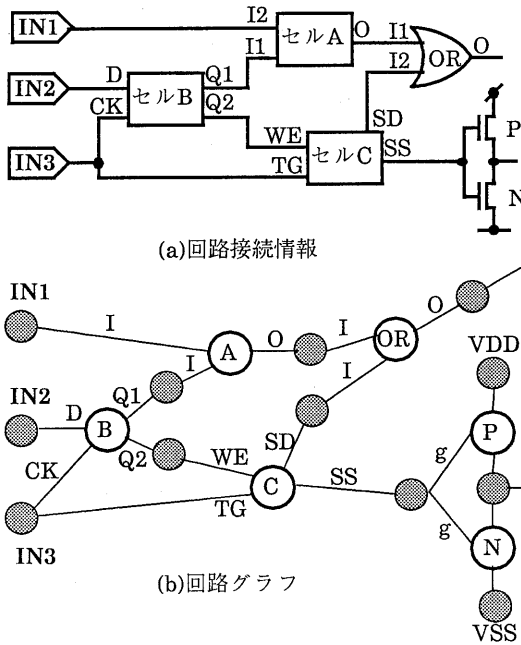 IN1 I2 セルA O I1 OR O
I1 I2
IN2 D セルB Q1
CK Q2 SD P
WE セルC SS
IN3 TG N
(a)回路接続情報
IN1 I A O I OR O
VDD
IN2 D B Q1 I I
CK Q2 WE SD P
C SS g
TG g N
IN3
(b)回路グラフ
VSS